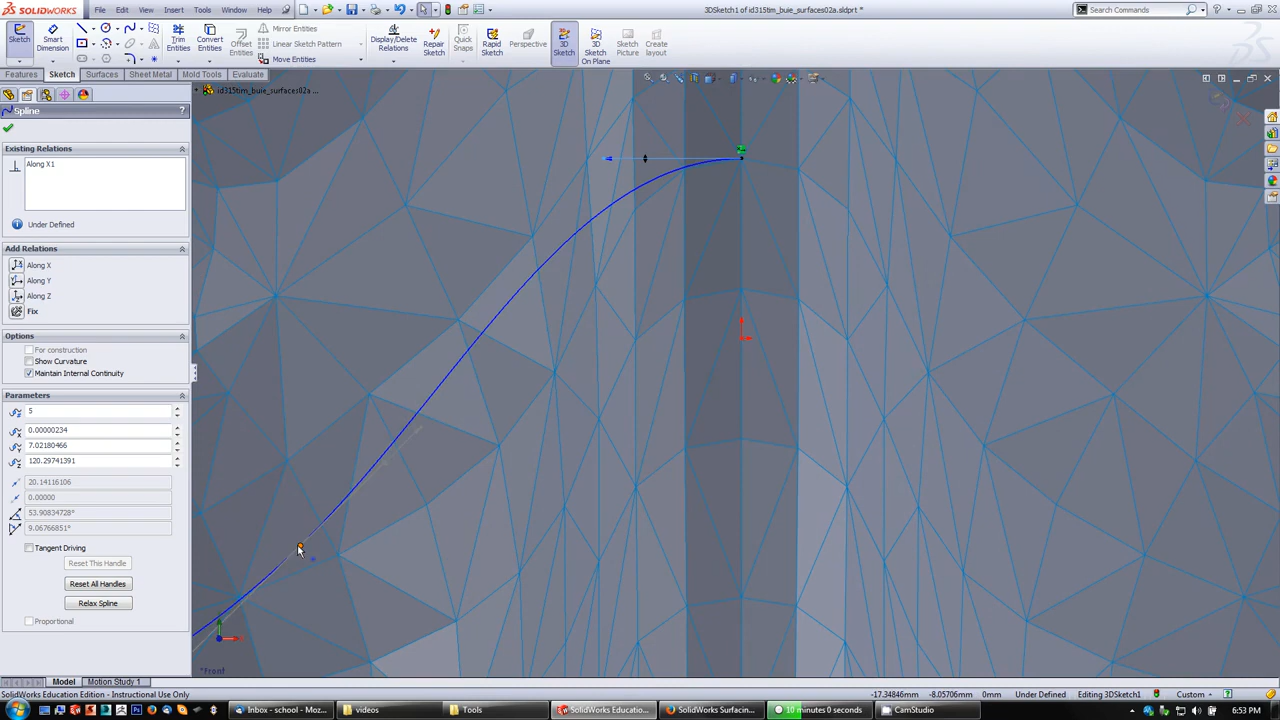 SOLIDWORKS
File Edit View Insert Tools Window Help
3DSketch1 of id315tim_buie_surfaces02a.sldprt *
Search Commands
Sketch
Smart Dimension
Trim Entities
Convert Entities
Offset Entities
Mirror Entities
Linear Sketch Pattern
Move Entities
Display/Delete Relations
Repair Sketch
Quick Snaps
Rapid Sketch
Perspective
3D Sketch
3D Sketch On Plane
Sketch Picture
Create layout
Features Sketch Surfaces Sheet Metal Mold Tools Evaluate
id315tim_buie_surfaces02a ...
Spline
?
Existing Relations
Along X1
Under Defined
Add Relations
Along X
Along Y
Along Z
Fix
Options
For construction
Show Curvature
Maintain Internal Continuity
Parameters
5
0.00000234
7.02180466
120.29741391
20.14116106
0.00000
53.90834728°
9.06766851°
Tangent Driving
Reset This Handle
Reset All Handles
Relax Spline
Proportional
*Front
Model Motion Study 1
SolidWorks Education Edition - Instructional Use Only
-17.34846mm -8.05706mm 0mm Under Defined Editing 3DSketch1 Custom
Inbox - school - Moz...
videos
Tools
SolidWorks Educatio...
SolidWorks Surfacin...
10 minutes 0 seconds
CamStudio
6:53 PM